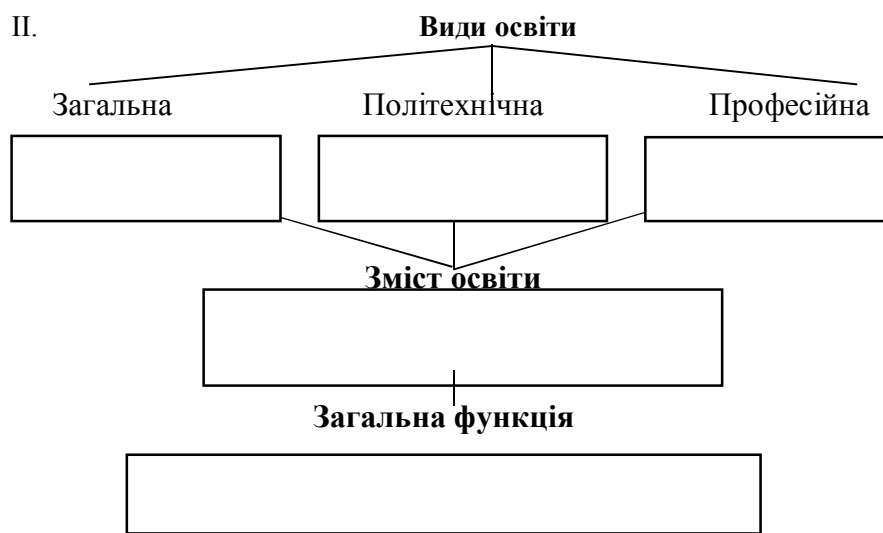 II. Види освіти
Загальна Політехнічна Професійна
Зміст освіти
Загальна функція